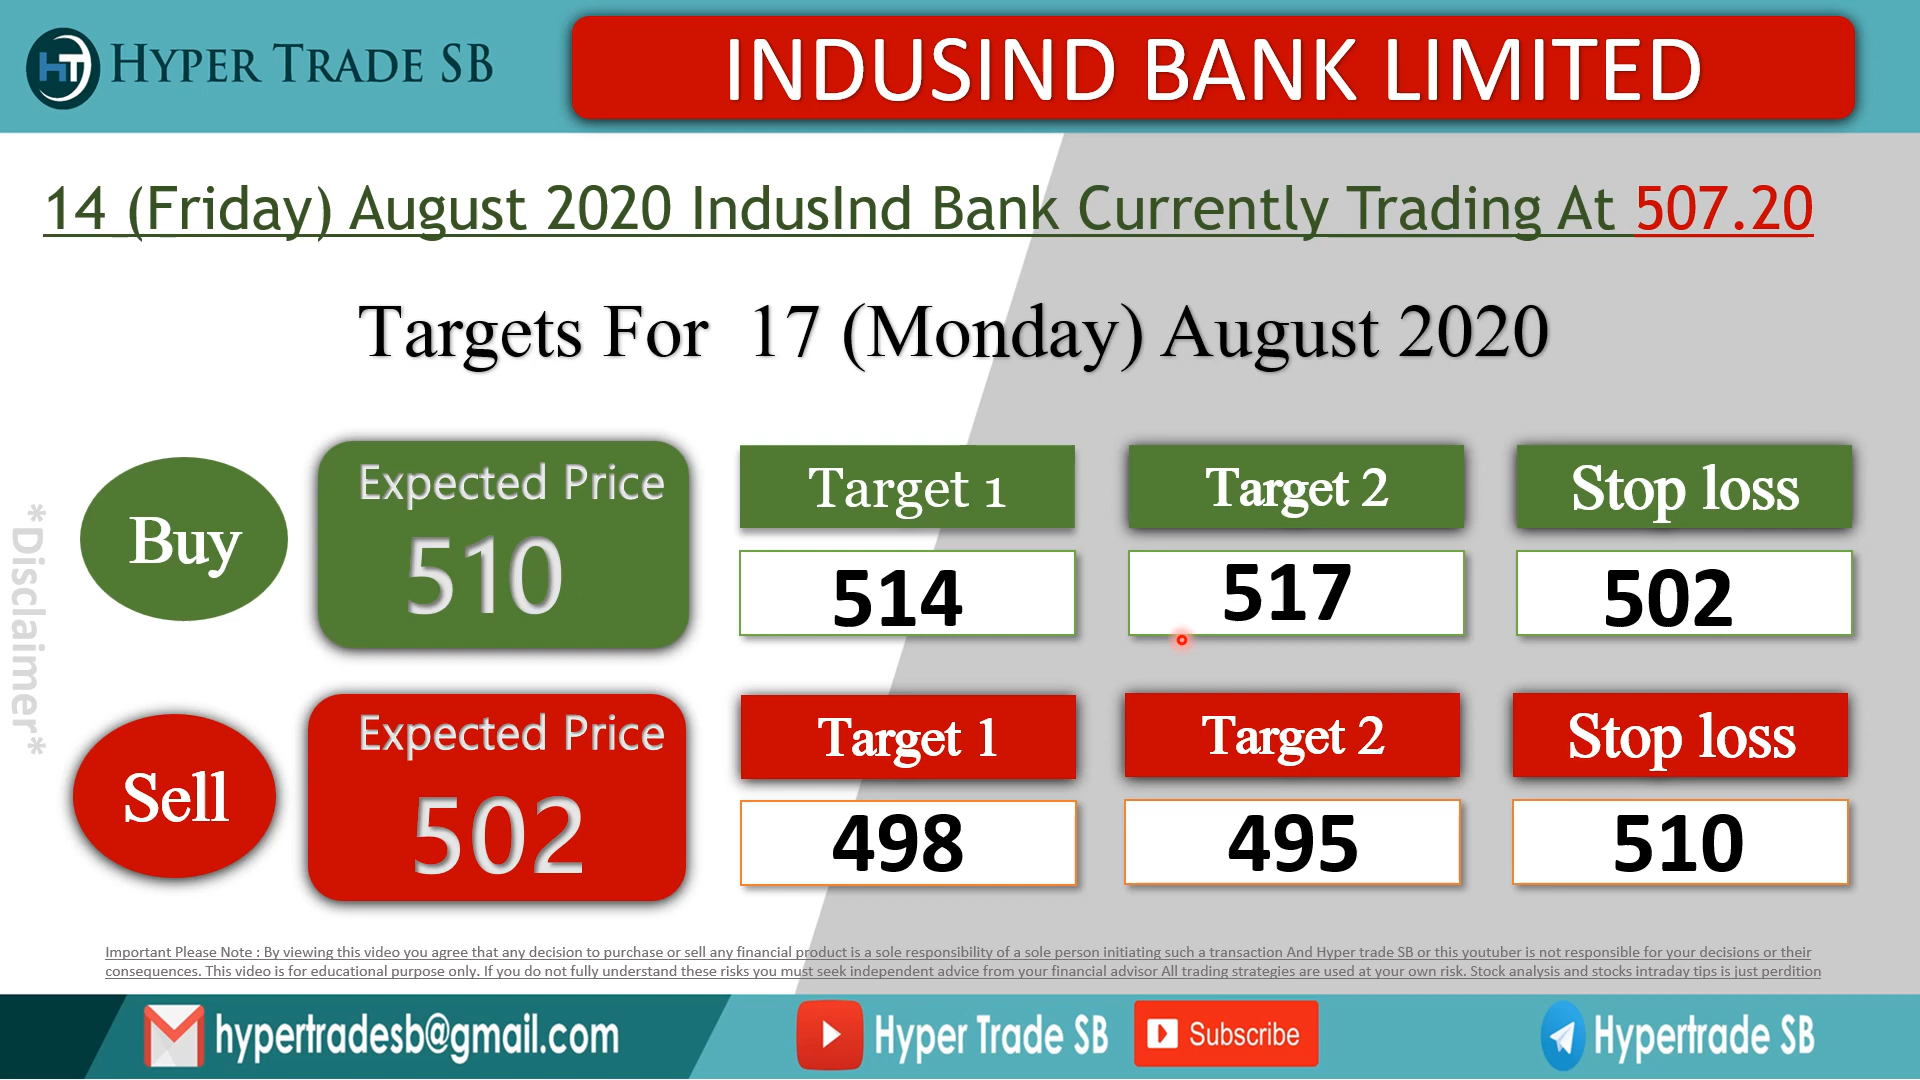 HT HYPER TRADE SB
INDUSIND BANK LIMITED
14 (Friday) August 2020 IndusInd Bank Currently Trading At 507.20
Targets For 17 (Monday) August 2020
*Disclaimer*
Buy
Expected Price
510
Target 1
514
Target 2
517
Stop loss
502
Sell
Expected Price
502
Target 1
498
Target 2
495
Stop loss
510
Important Please Note : By viewing this video you agree that any decision to purchase or sell any financial product is a sole responsibility of a sole person initiating such a transaction And Hyper trade SB or this youtuber is not responsible for your decisions or their
consequences. This video is for educational purpose only. If you do not fully understand these risks you must seek independent advice from your financial advisor All trading strategies are used at your own risk. Stock analysis and stocks intraday tips is just perdition
hypertradesb@gmail.com
Hyper Trade SB
Subscribe
Hypertrade SB